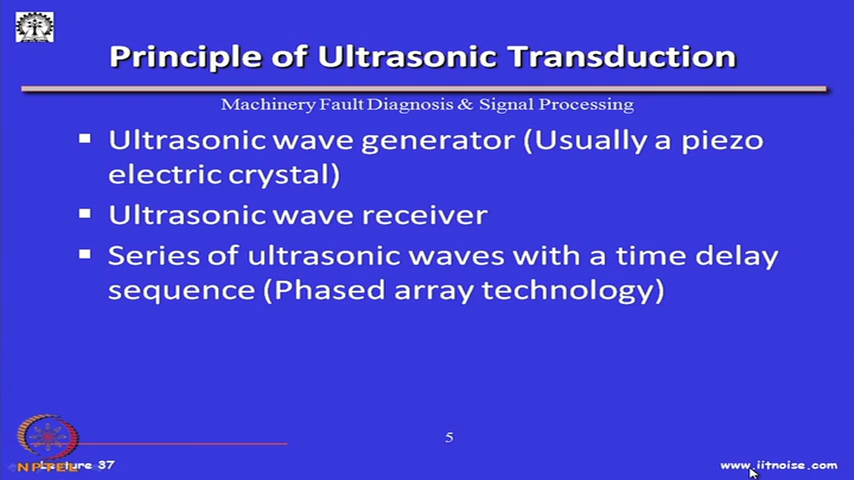 Principle of Ultrasonic Transduction
Machinery Fault Diagnosis & Signal Processing
Ultrasonic wave generator (Usually a piezo
electric crystal)
Ultrasonic wave receiver
Series of ultrasonic waves with a time delay
sequence (Phased array technology)
5
NPTEL
Lecture 37
www.iitnoise.com